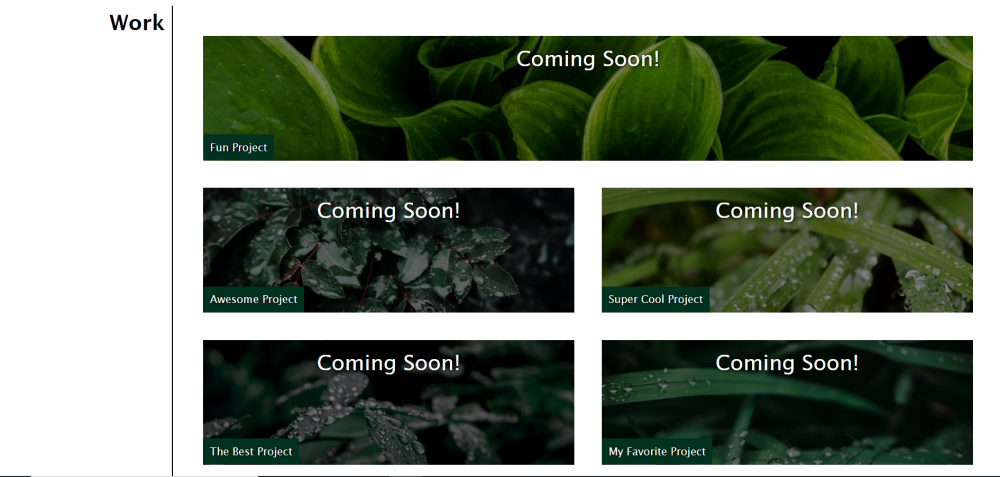 Work
Coming Soon!
Fun Project
Coming Soon!
Awesome Project
Coming Soon!
Super Cool Project
Coming Soon!
The Best Project
Coming Soon!
My Favorite Project